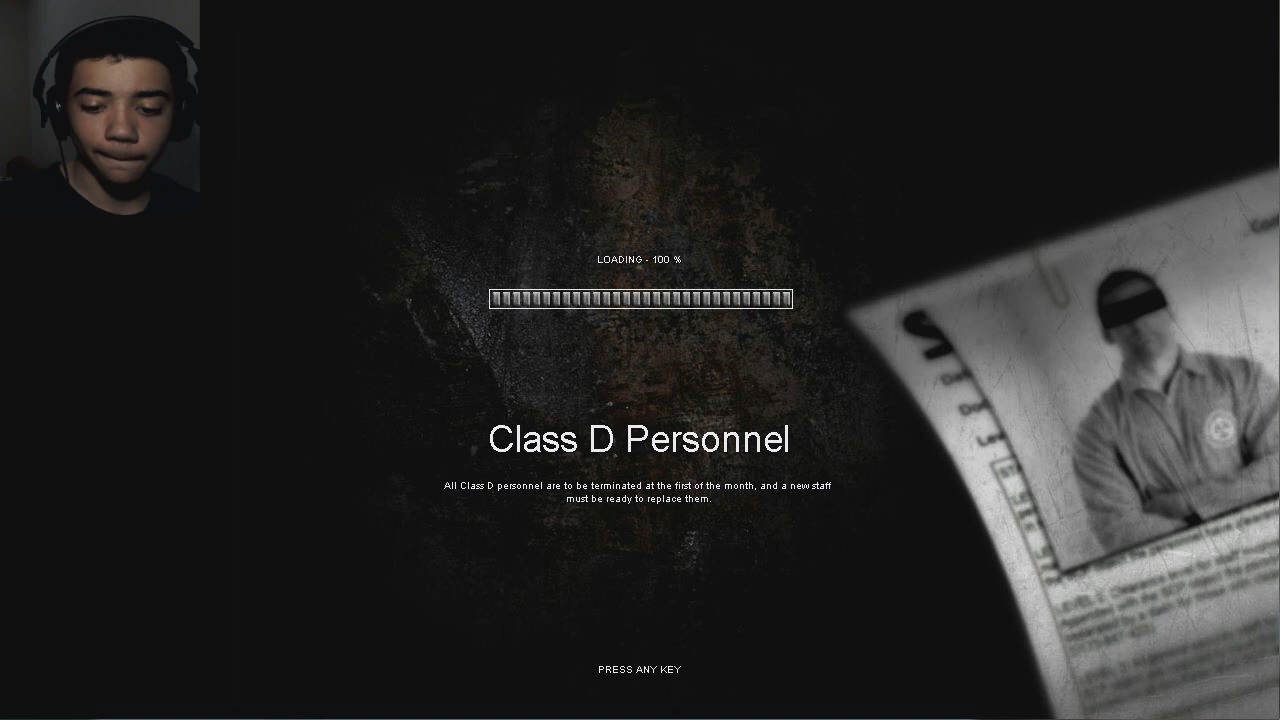 LOADING - 100 %
Class D Personnel
All Class D personnel are to be terminated at the first of the month, and a new staff
must be ready to replace them.
PRESS ANY KEY